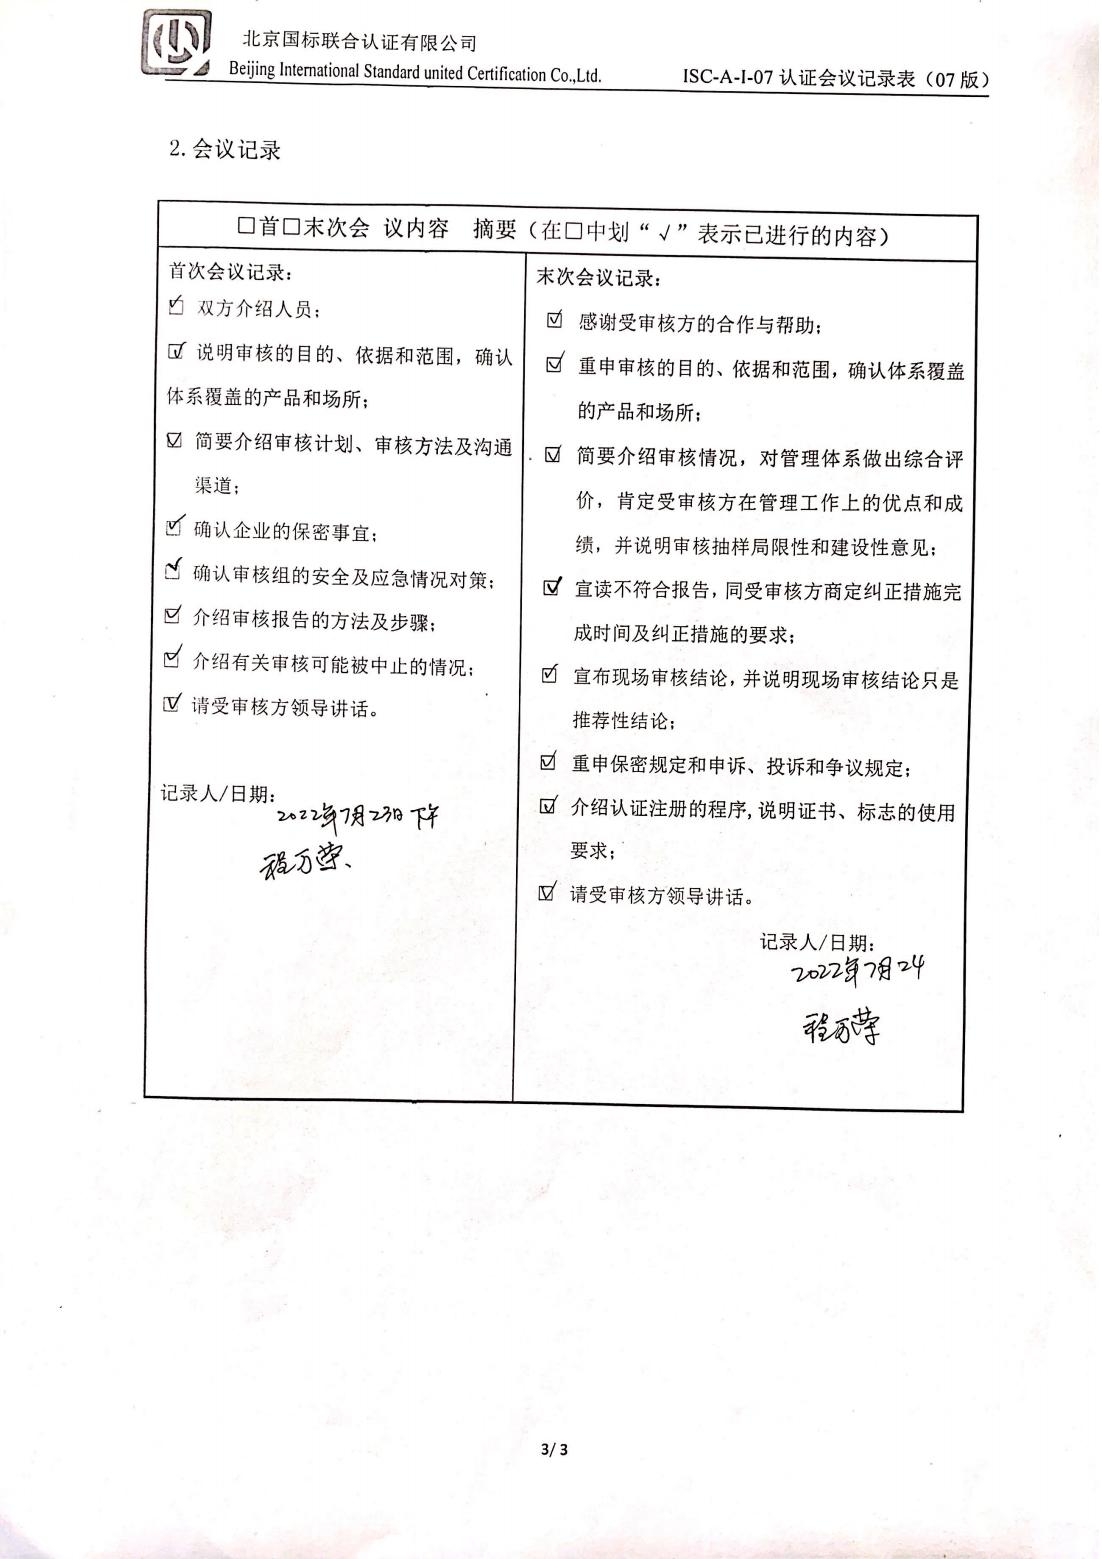 北京国标联合认证有限公司
Beijing International Standard united Certification Co.,Ltd.
ISC-A-I-07 认证会议记录表（07 版）
2. 会议记录
□首□末次会 议内容 摘要（在□中划“√”表示已进行的内容）
首次会议记录：
☑ 双方介绍人员；
☑ 说明审核的目的、依据和范围，确认
体系覆盖的产品和场所；
☑ 简要介绍审核计划、审核方法及沟通
渠道；
☑ 确认企业的保密事宜；
☑ 确认审核组的安全及应急情况对策；
☑ 介绍审核报告的方法及步骤；
☑ 介绍有关审核可能被中止的情况；
☑ 请受审核方领导讲话。
记录人/日期：
2022年7月23日 下午
程万荣、
末次会议记录：
☑ 感谢受审核方的合作与帮助；
☑ 重申审核的目的、依据和范围，确认体系覆盖
的产品和场所；
☑ 简要介绍审核情况，对管理体系做出综合评
价，肯定受审核方在管理工作上的优点和成
绩，并说明审核抽样局限性和建设性意见；
☑ 宣读不符合报告，同受审核方商定纠正措施完
成时间及纠正措施的要求；
☑ 宣布现场审核结论，并说明现场审核结论只是
推荐性结论；
☑ 重申保密规定和申诉、投诉和争议规定；
☑ 介绍认证注册的程序，说明证书、标志的使用
要求；
☑ 请受审核方领导讲话。
记录人/日期：
2022年7月24
程万荣
3/ 3